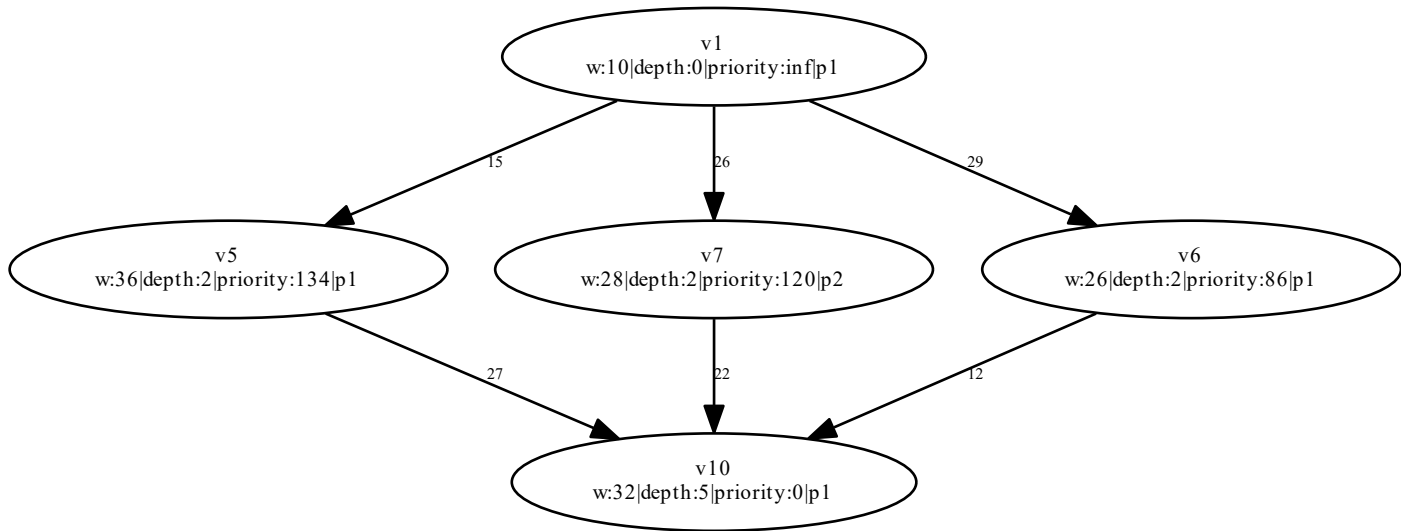 v1
w:10|depth:0|priority:inf|p1
15
26
29
v5
w:36|depth:2|priority:134|p1
v7
w:28|depth:2|priority:120|p2
v6
w:26|depth:2|priority:86|p1
27
22
12
v10
w:32|depth:5|priority:0|p1